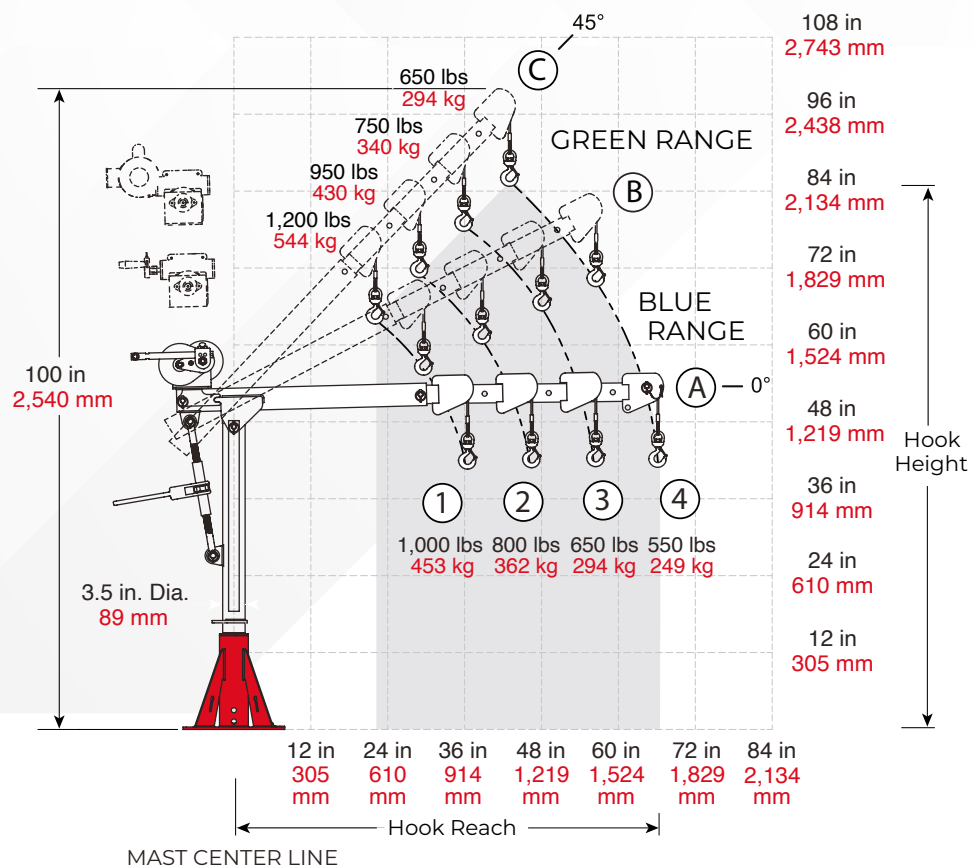 45°
108 in
2,743 mm
C
650 lbs
294 kg
96 in
2,438 mm
750 lbs
340 kg
GREEN RANGE
950 lbs
430 kg
84 in
2,134 mm
B
1,200 lbs
544 kg
72 in
1,829 mm
BLUE
RANGE
60 in
1,524 mm
100 in
2,540 mm
A
0°
48 in
1,219 mm
Hook
Height
36 in
914 mm
1
2
3
4
1,000 lbs
453 kg
800 lbs
362 kg
650 lbs
294 kg
550 lbs
249 kg
24 in
610 mm
3.5 in. Dia.
89 mm
12 in
305 mm
12 in
305
mm
24 in
610
mm
36 in
914
mm
48 in
1,219
mm
60 in
1,524
mm
72 in
1,829
mm
84 in
2,134
mm
Hook Reach
MAST CENTER LINE